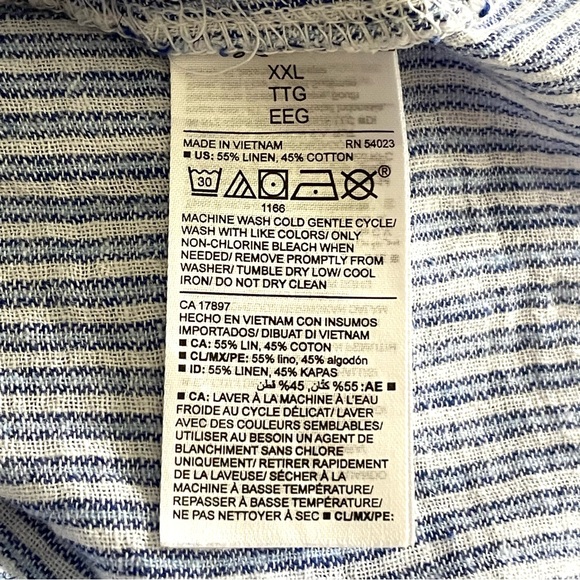 XXL
TTG
EEG
MADE IN VIETNAM RN 54023
■ US: 55% LINEN, 45% COTTON
30 ®
1166
MACHINE WASH COLD GENTLE CYCLE/
WASH WITH LIKE COLORS/ ONLY
NON-CHLORINE BLEACH WHEN
NEEDED/ REMOVE PROMPTLY FROM
WASHER/ TUMBLE DRY LOW/ COOL
IRON/ DO NOT DRY CLEAN
CA 17897
HECHO EN VIETNAM CON INSUMOS
IMPORTADOS/ DIBUAT DI VIETNAM
■ CA: 55% LIN, 45% COTON
■ CL/MX/PE: 55% lino, 45% algodón
■ ID: 55% LINEN, 45% KAPAS
■ AE: 55% كتان, 45% قطن
■ CA: LAVER À LA MACHINE À L'EAU
FROIDE AU CYCLE DÉLICAT/ LAVER
AVEC DES COULEURS SEMBLABLES/
UTILISER AU BESOIN UN AGENT DE
BLANCHIMENT SANS CHLORE
UNIQUEMENT/ RETIRER RAPIDEMENT
DE LA LAVEUSE/ SÉCHER À LA
MACHINE À BASSE TEMPÉRATURE/
REPASSER À BASSE TEMPÉRATURE/
NE PAS NETTOYER À SEC ■ CL/MX/PE: